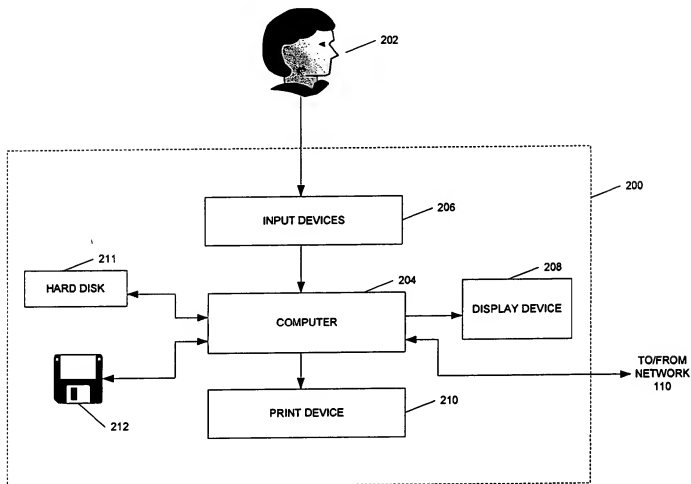 202
200
INPUT DEVICES
206
211
HARD DISK
204
COMPUTER
208
DISPLAY DEVICE
TO/FROM
NETWORK
110
212
PRINT DEVICE
210